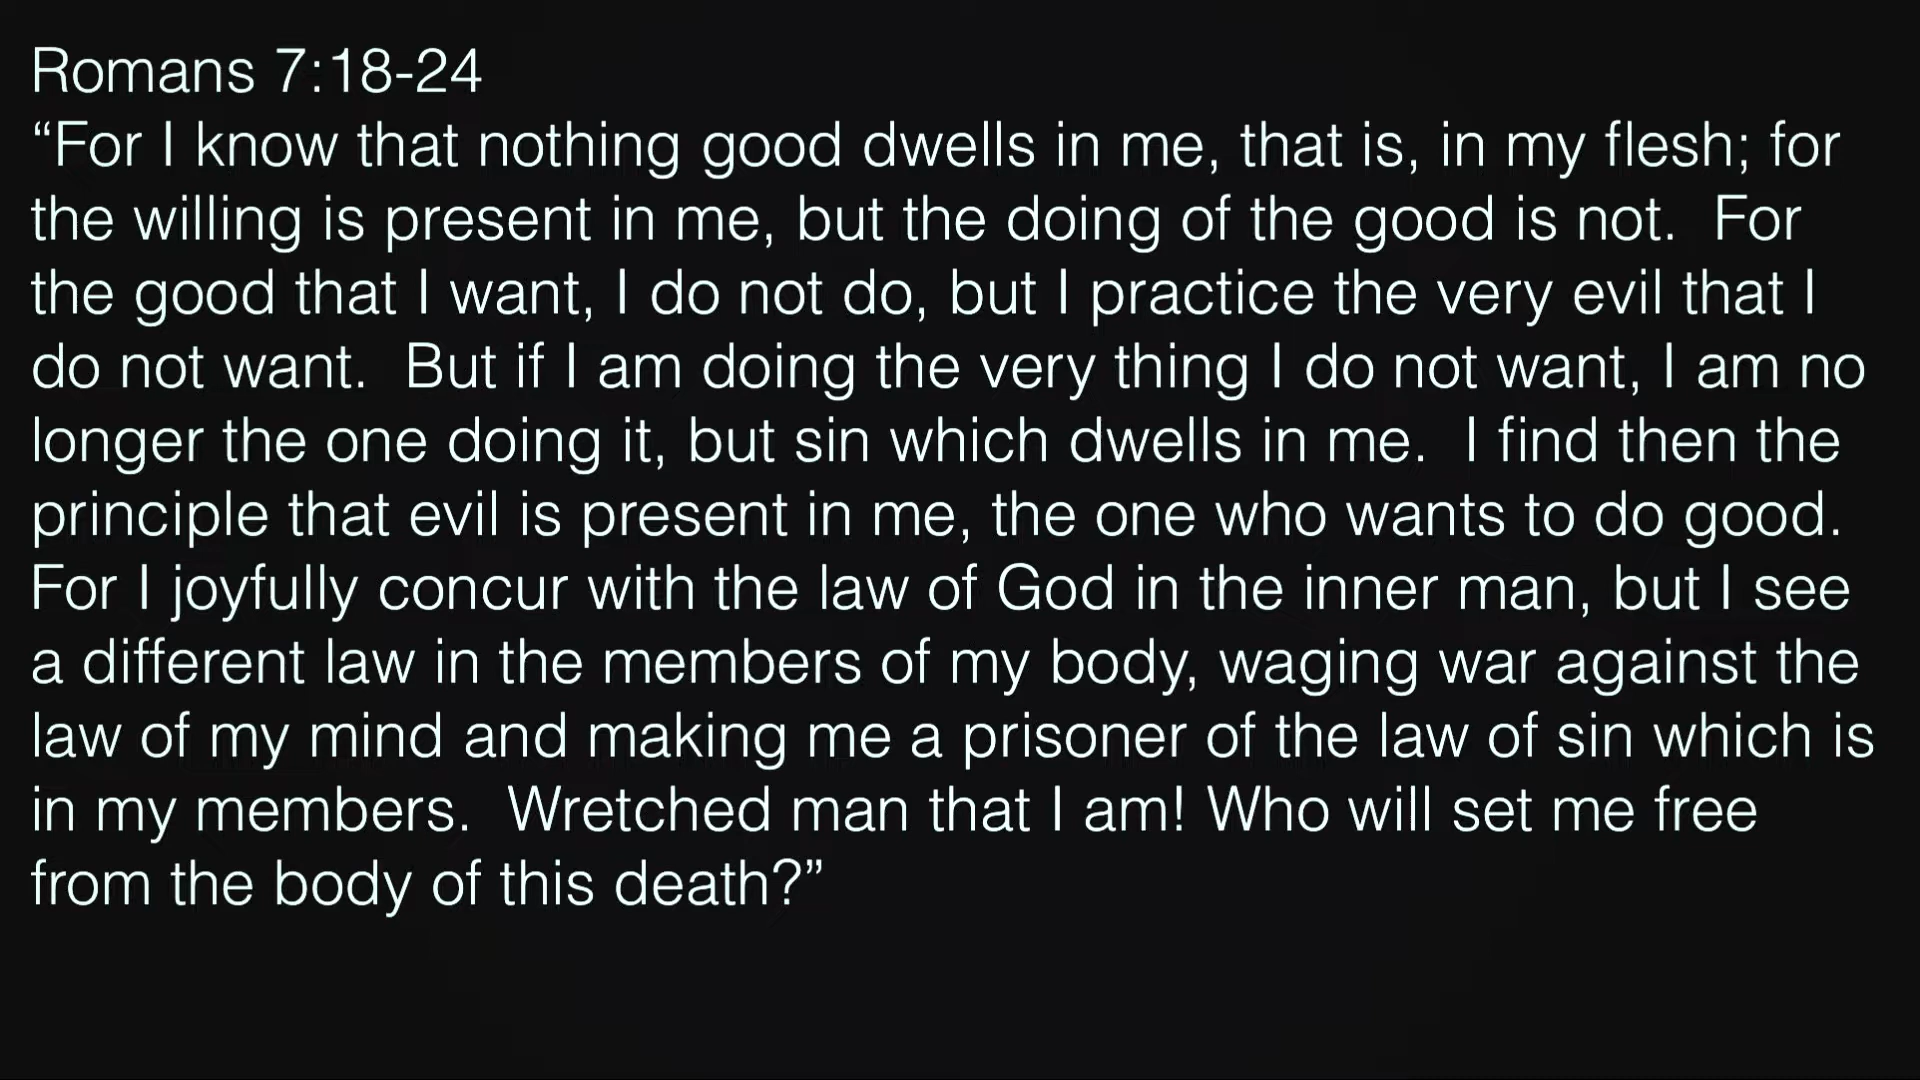 Romans 7:18-24
“For I know that nothing good dwells in me, that is, in my flesh; for
the willing is present in me, but the doing of the good is not.  For
the good that I want, I do not do, but I practice the very evil that I
do not want.  But if I am doing the very thing I do not want, I am no
longer the one doing it, but sin which dwells in me.  I find then the
principle that evil is present in me, the one who wants to do good.
For I joyfully concur with the law of God in the inner man, but I see
a different law in the members of my body, waging war against the
law of my mind and making me a prisoner of the law of sin which is
in my members.  Wretched man that I am! Who will set me free
from the body of this death?”